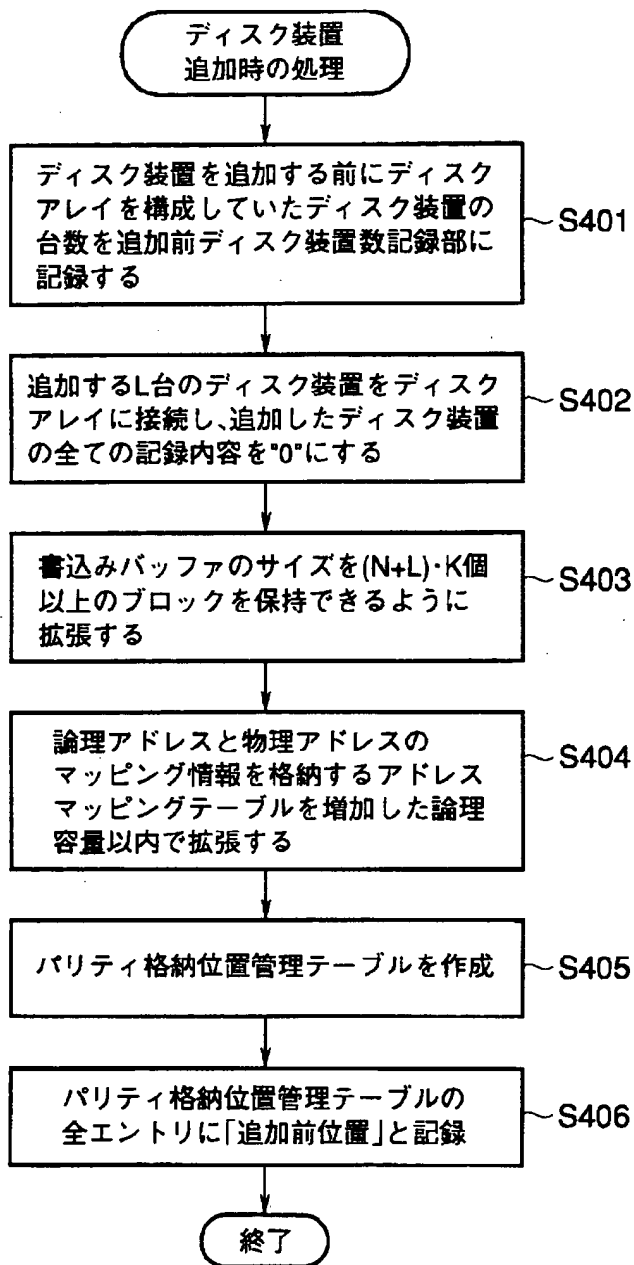 ディスク装置
追加時の処理
ディスク装置を追加する前にディスク
アレイを構成していたディスク装置の
台数を追加前ディスク装置数記録部に
記録する
S401
追加するL台のディスク装置をディスク
アレイに接続し、追加したディスク装置
の全ての記録内容を"0"にする
S402
書込みバッファのサイズを(N+L)・K個
以上のブロックを保持できるように
拡張する
S403
論理アドレスと物理アドレスの
マッピング情報を格納するアドレス
マッピングテーブルを増加した論理
容量以内で拡張する
S404
パリティ格納位置管理テーブルを作成
S405
パリティ格納位置管理テーブルの
全エントリに「追加前位置」と記録
S406
終了